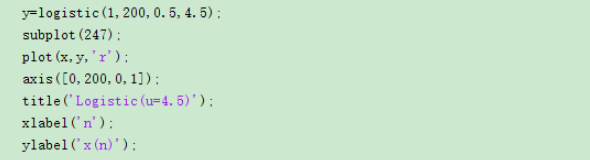 y=logistic(1,200,0.5,4.5);
subplot(247);
plot(x,y,'r');
axis([0,200,0,1]);
title('Logistic(u=4.5)');
xlabel('n');
ylabel('x(n)');